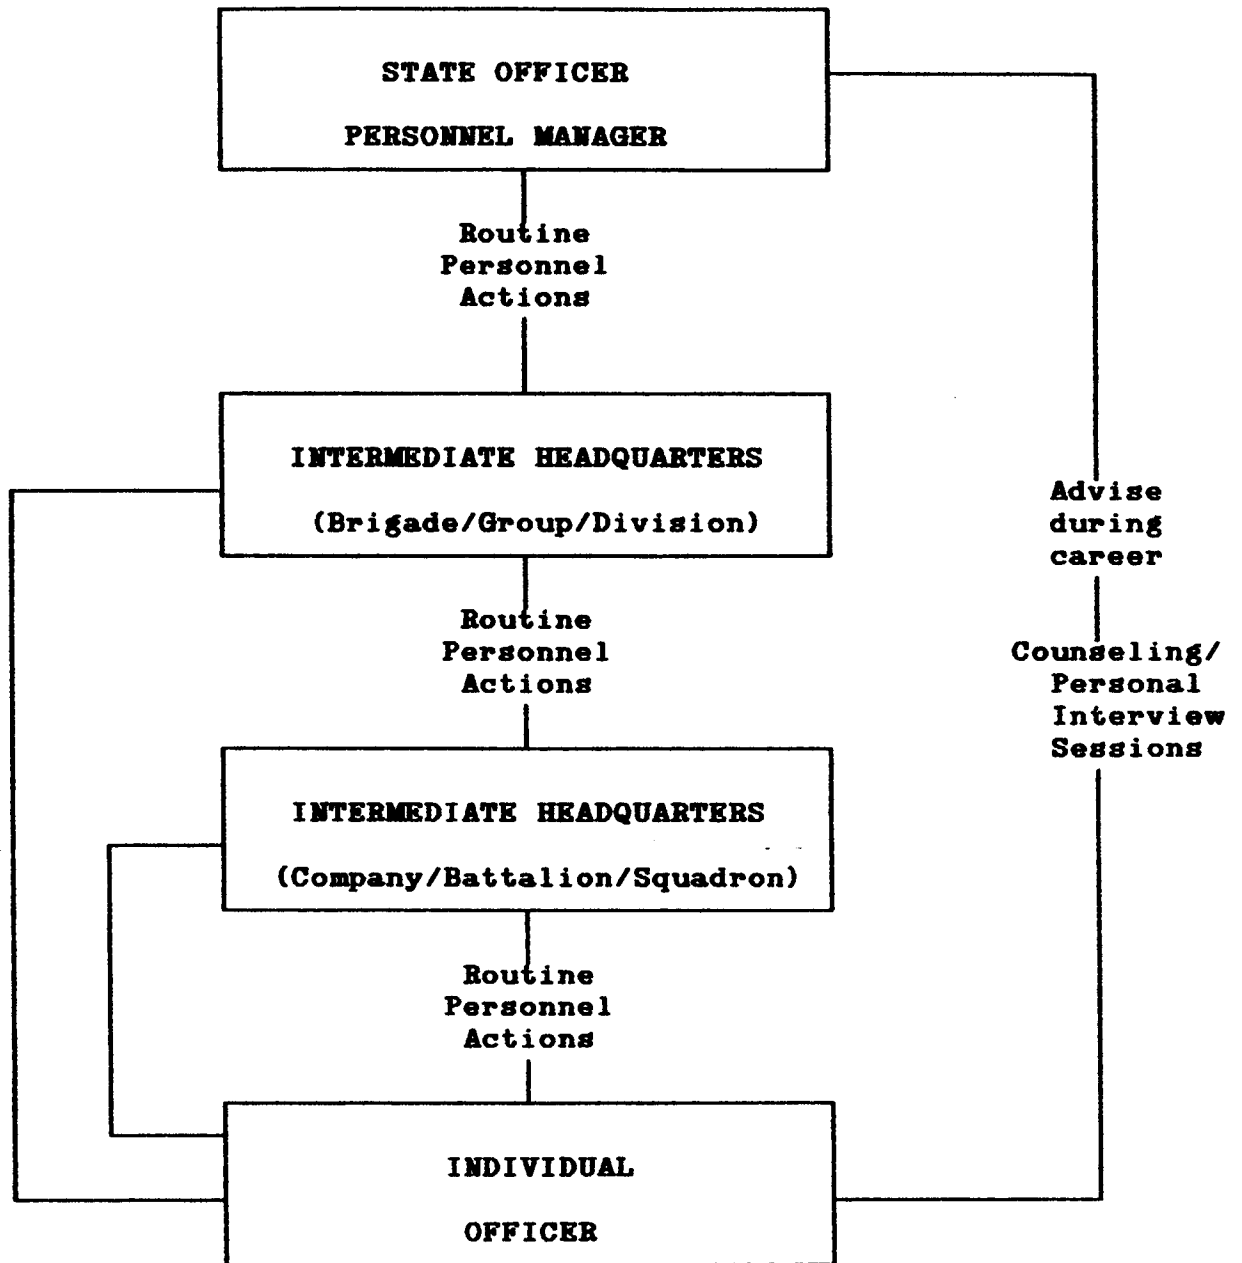 STATE OFFICER
PERSONNEL MANAGER
Routine
Personnel
Actions
INTERMEDIATE HEADQUARTERS
(Brigade/Group/Division)
Advise
during
career
Routine
Personnel
Actions
Counseling/
Personal
Interview
Sessions
INTERMEDIATE HEADQUARTERS
(Company/Battalion/Squadron)
Routine
Personnel
Actions
INDIVIDUAL
OFFICER